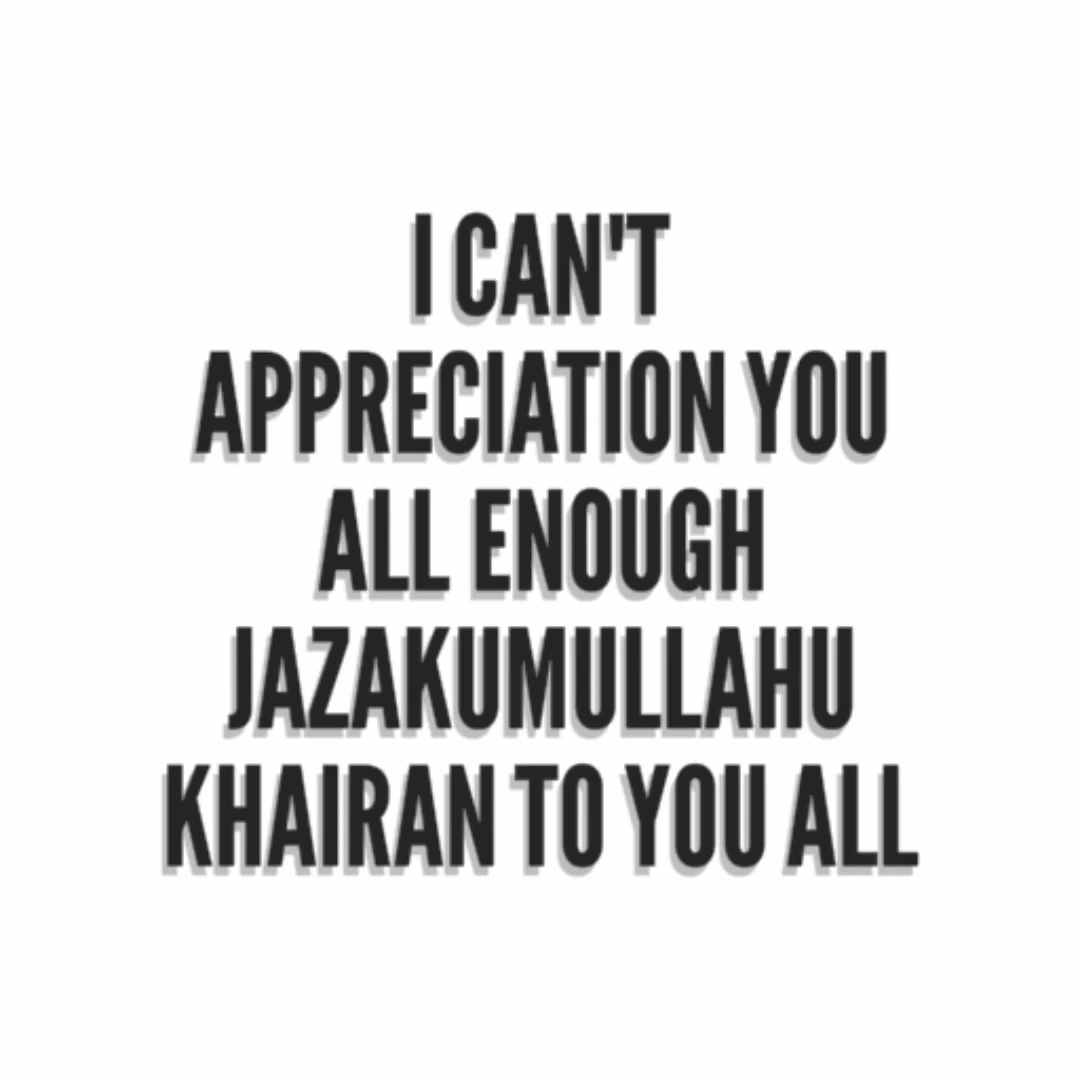 I CAN'T
APPRECIATION YOU
ALL ENOUGH
JAZAKUMULLAHU
KHAIRAN TO YOU ALL